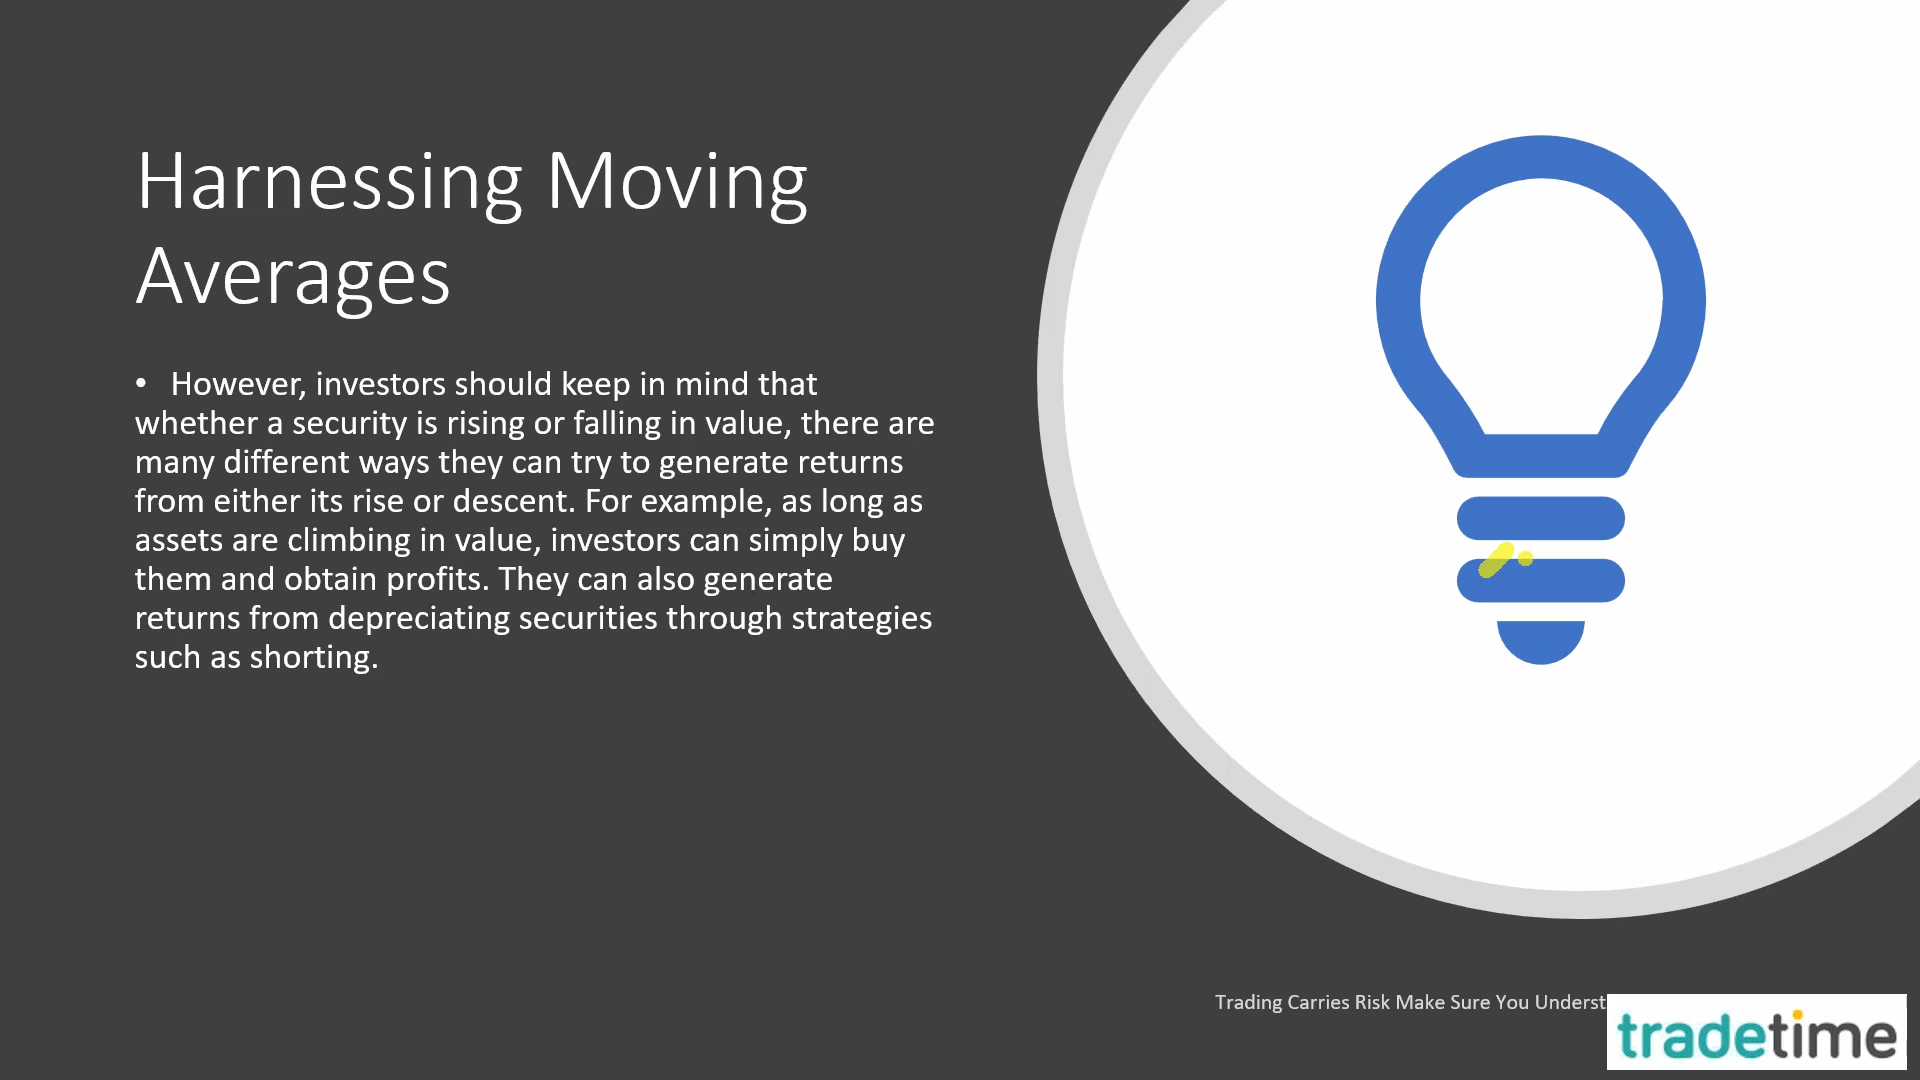 Harnessing Moving
Averages
• However, investors should keep in mind that
whether a security is rising or falling in value, there are
many different ways they can try to generate returns
from either its rise or descent. For example, as long as
assets are climbing in value, investors can simply buy
them and obtain profits. They can also generate
returns from depreciating securities through strategies
such as shorting.
Trading Carries Risk Make Sure You Underst
tradetime